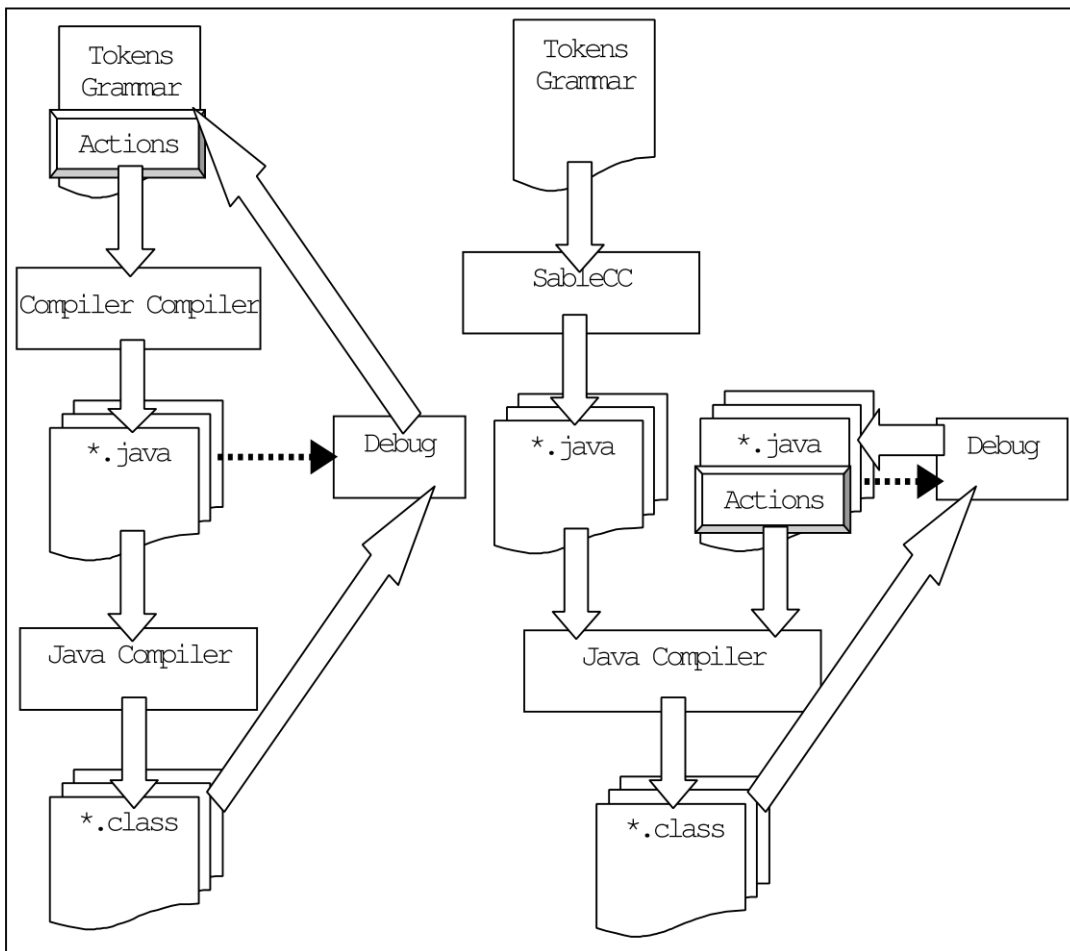 Tokens
Grammar
Actions
Compiler Compiler
*.java
Debug
Java Compiler
*.class
Tokens
Grammar
SableCC
*.java
*.java
Actions
Debug
Java Compiler
*.class